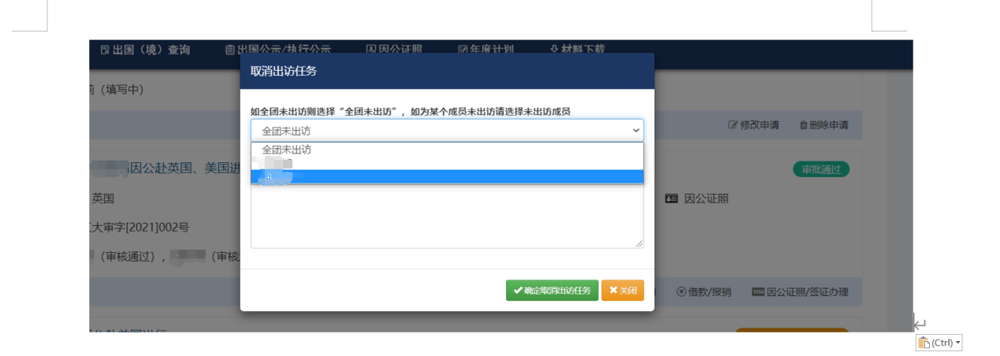 出国（境）查询 出国公示/执行公示 因公证照 年度计划 材料下载
取消出访任务
（填写中）
如全团未出访则选择“全团未出访”，如为某个成员未出访请选择未出访成员
全团未出访
修改申请 删除申请
全团未出访
因公赴英国、美国进
审批通过
英国
因公证照
大审字[2021]002号
（审核通过）, （审核
确定取消出访任务 关闭
借款/报销 VISA 因公证照/签证办理
(Ctrl)